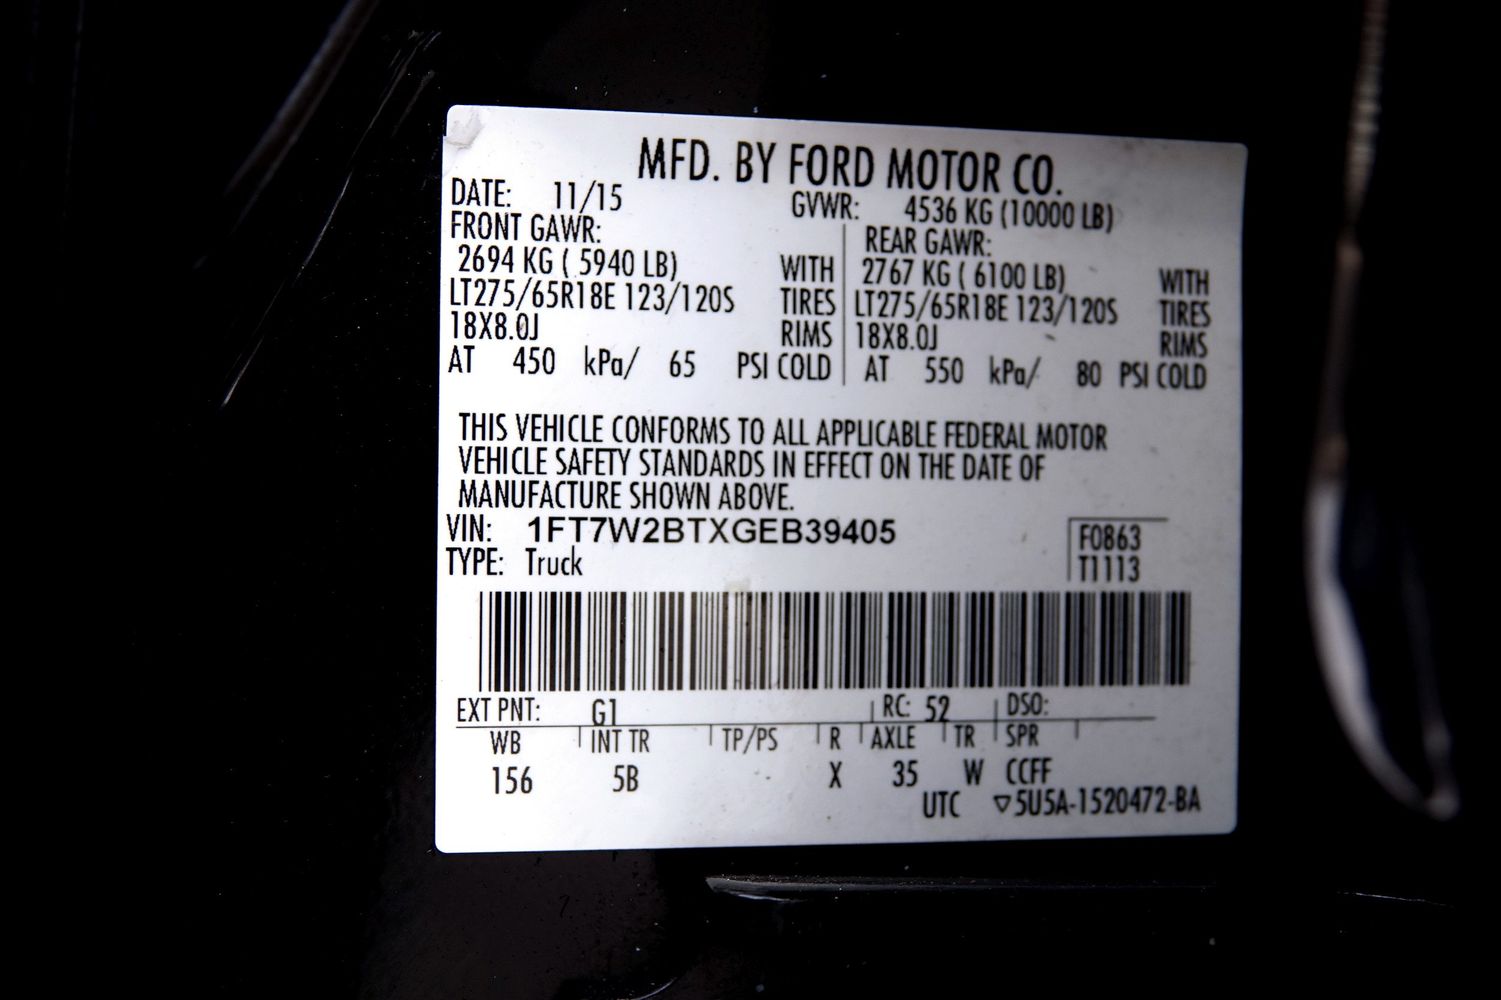 MFD. BY FORD MOTOR CO.
DATE: 11/15 GVWR: 4536 KG (10000 LB)
FRONT GAWR: REAR GAWR:
2694 KG ( 5940 LB) WITH 2767 KG ( 6100 LB) WITH
LT275/65R18E 123/120S TIRES LT275/65R18E 123/120S TIRES
18X8.0J RIMS 18X8.0J RIMS
AT 450 kPa/ 65 PSI COLD AT 550 kPa/ 80 PSI COLD
THIS VEHICLE CONFORMS TO ALL APPLICABLE FEDERAL MOTOR
VEHICLE SAFETY STANDARDS IN EFFECT ON THE DATE OF
MANUFACTURE SHOWN ABOVE.
VIN: 1FT7W2BTXGEB39405 F0863
TYPE: Truck T1113
EXT PNT: G1 RC: 52 DSO:
WB INT TR TP/PS R AXLE TR SPR
156 5B X 35 W CCFF
UTC ▽5U5A-1520472-BA